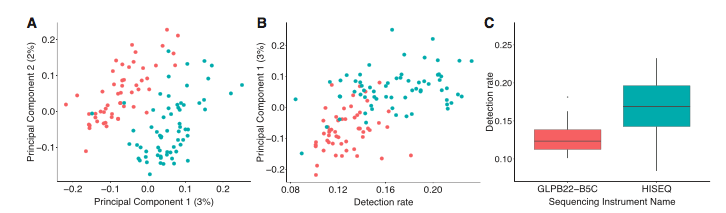 A
Principal Component 2 (2%)
0.2
0.1
0.0
−0.1
−0.2
−0.1
0.0
0.1
0.2
Principal Component 1 (3%)
B
Principal Component 1 (3%)
0.2
0.1
0.0
−0.1
−0.2
0.08
0.12
0.16
0.20
Detection rate
C
Detection rate
0.25
0.20
0.15
0.10
GLPB22−B5C
HISEQ
Sequencing Instrument Name